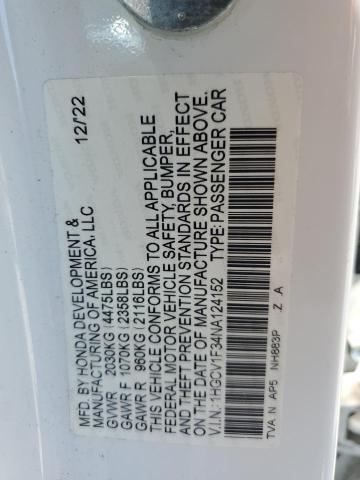 MFD. BY HONDA DEVELOPMENT & 12/22
MANUFACTURING OF AMERICA, LLC
GVWR 2030KG (4475LBS)
GAWR F 1070KG (2358LBS)
GAWR R 960KG (2116LBS)
THIS VEHICLE CONFORMS TO ALL APPLICABLE
FEDERAL MOTOR VEHICLE SAFETY, BUMPER,
AND THEFT PREVENTION STANDARDS IN EFFECT
ON THE DATE OF MANUFACTURE SHOWN ABOVE.
V.I.N.: 1HGCV1F34NA124152 TYPE: PASSENGER CAR
TVA N AP5 NH883P Z A